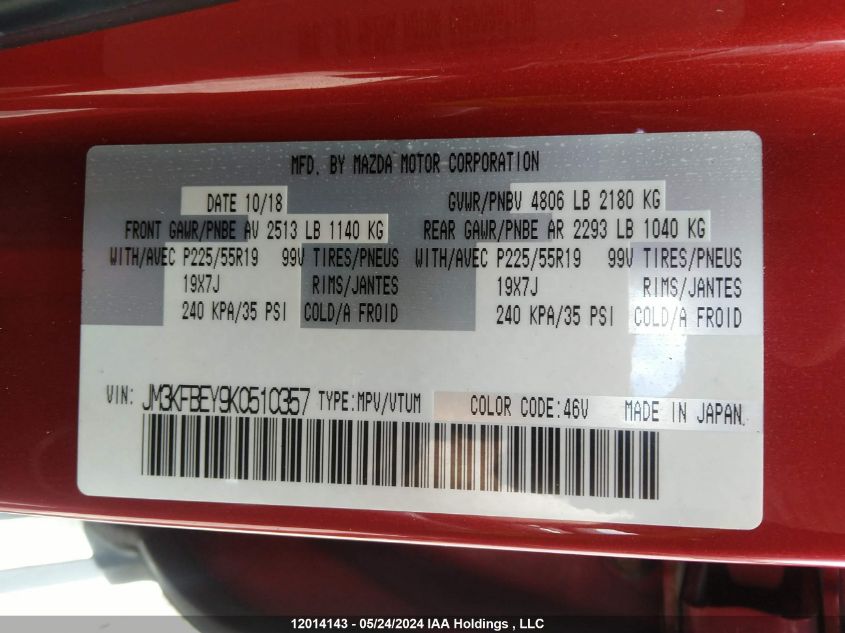 MFD. BY MAZDA MOTOR CORPORATION
DATE 10/18 GVWR/PNBV 4806 LB 2180 KG
FRONT GAWR/PNBE AV 2513 LB 1140 KG REAR GAWR/PNBE AR 2293 LB 1040 KG
WITH/AVEC P225/55R19 99V TIRES/PNEUS WITH/AVEC P225/55R19 99V TIRES/PNEUS
19X7J RIMS/JANTES 19X7J RIMS/JANTES
240 KPA/35 PSI COLD/A FROID 240 KPA/35 PSI COLD/A FROID
VIN: JM3KFBEY9K0510357 TYPE:MPV/VTUM COLOR CODE:46V MADE IN JAPAN.
12014143 - 05/24/2024 IAA Holdings , LLC